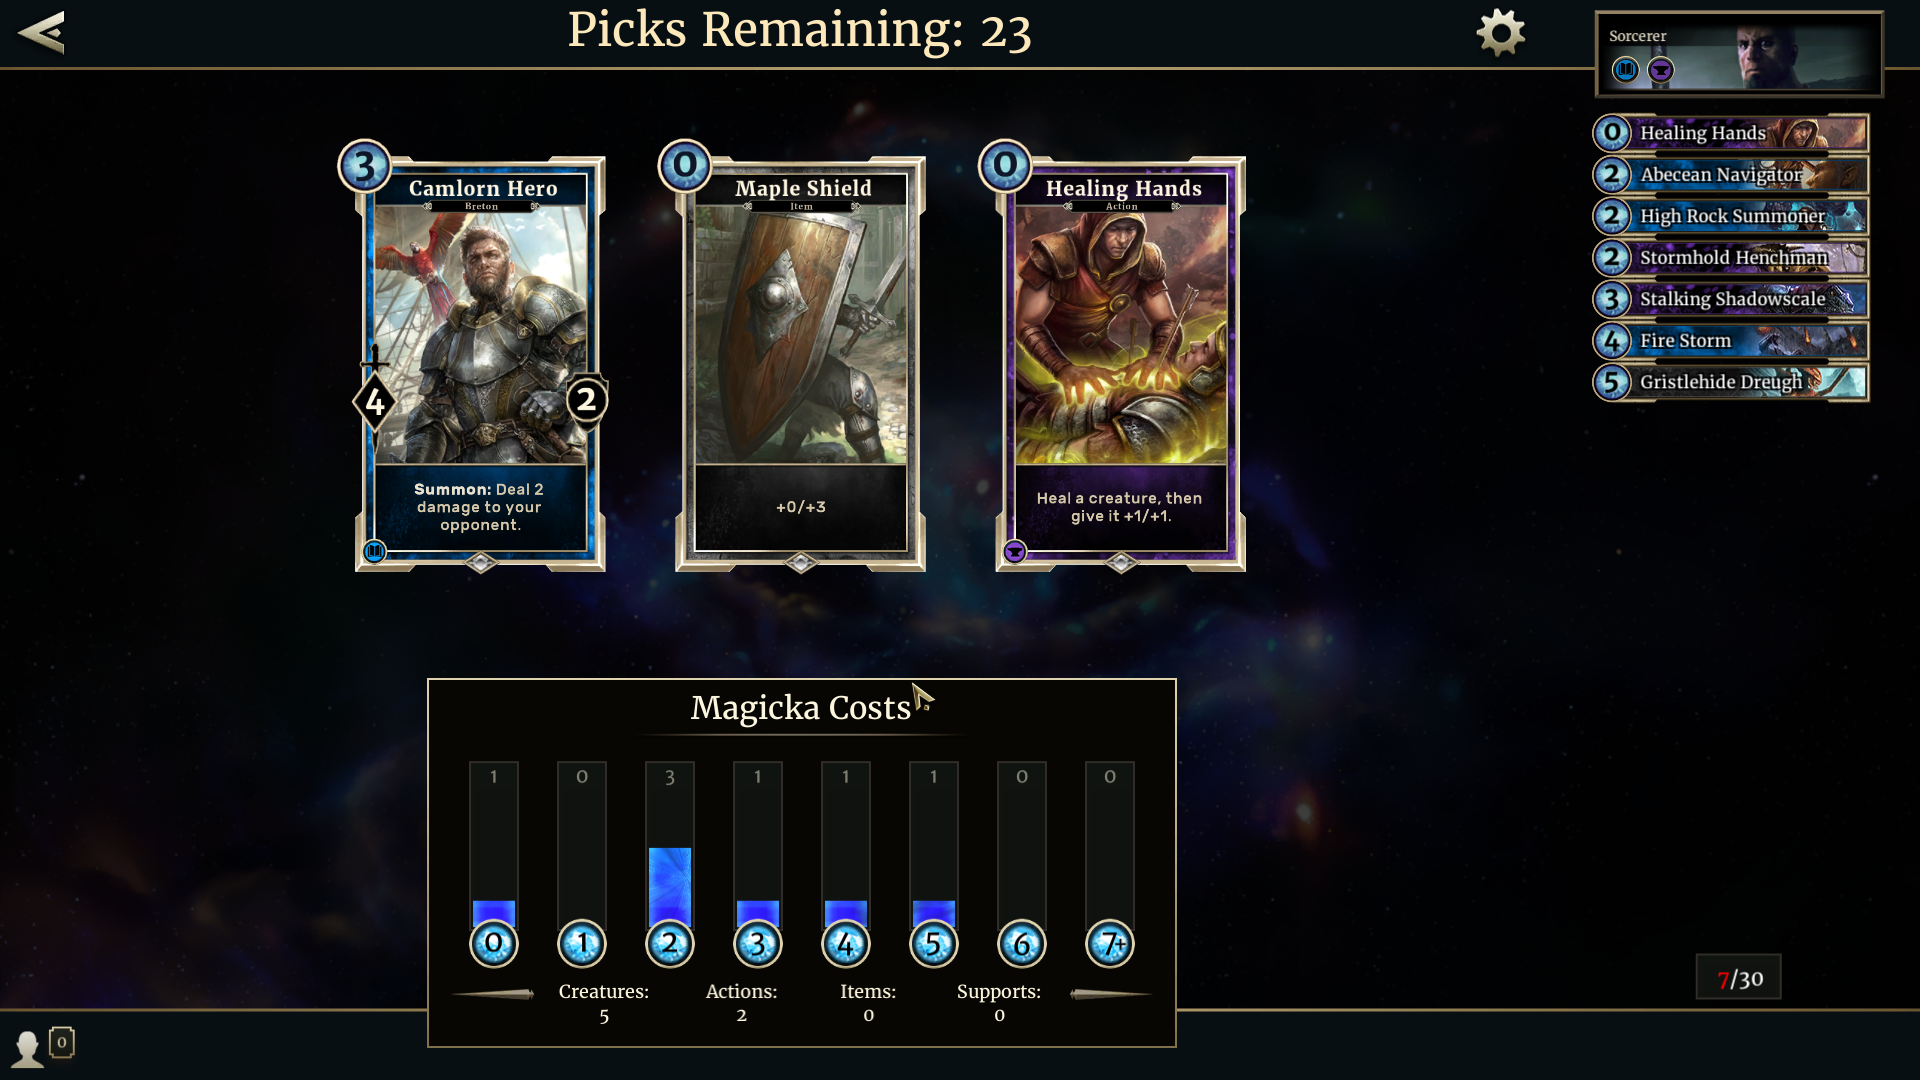 Picks Remaining: 23
Sorcerer
3
Camlorn Hero
Breton
4
2
Summon: Deal 2
damage to your
opponent.
0
Maple Shield
Item
+0/+3
0
Healing Hands
Action
Heal a creature, then
give it +1/+1.
0 Healing Hands
2 Abecean Navigator
2 High Rock Summoner
2 Stormhold Henchman
3 Stalking Shadowscale
4 Fire Storm
5 Gristlehide Dreugh
Magicka Costs
1 0 3 1 1 1 0 0
0 1 2 3 4 5 6 7+
Creatures: Actions: Items: Supports:
5 2 0 0
7/30
0